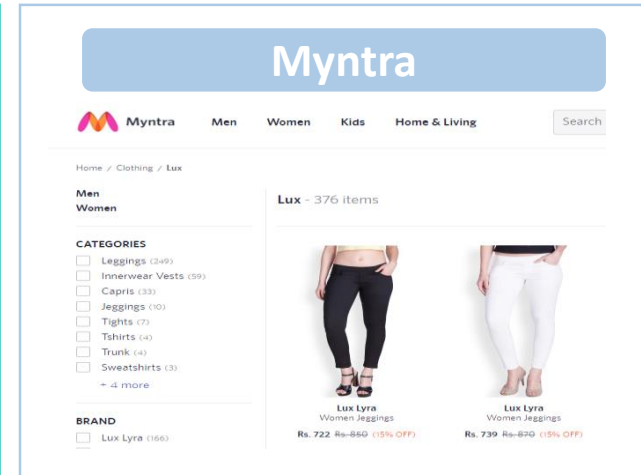 Myntra
Myntra Men Women Kids Home & Living Search
Home / Clothing / Lux
Men
Women
Lux - 376 items
CATEGORIES
Leggings (249)
Innerwear Vests (59)
Capris (33)
Jeggings (10)
Tights (7)
Tshirts (4)
Trunk (4)
Sweatshirts (3)
+ 4 more
BRAND
Lux Lyra (166)
Lux Lyra
Women Jeggings
Rs. 722 Rs. 850 (15% OFF)
Lux Lyra
Women Jeggings
Rs. 739 Rs. 870 (15% OFF)